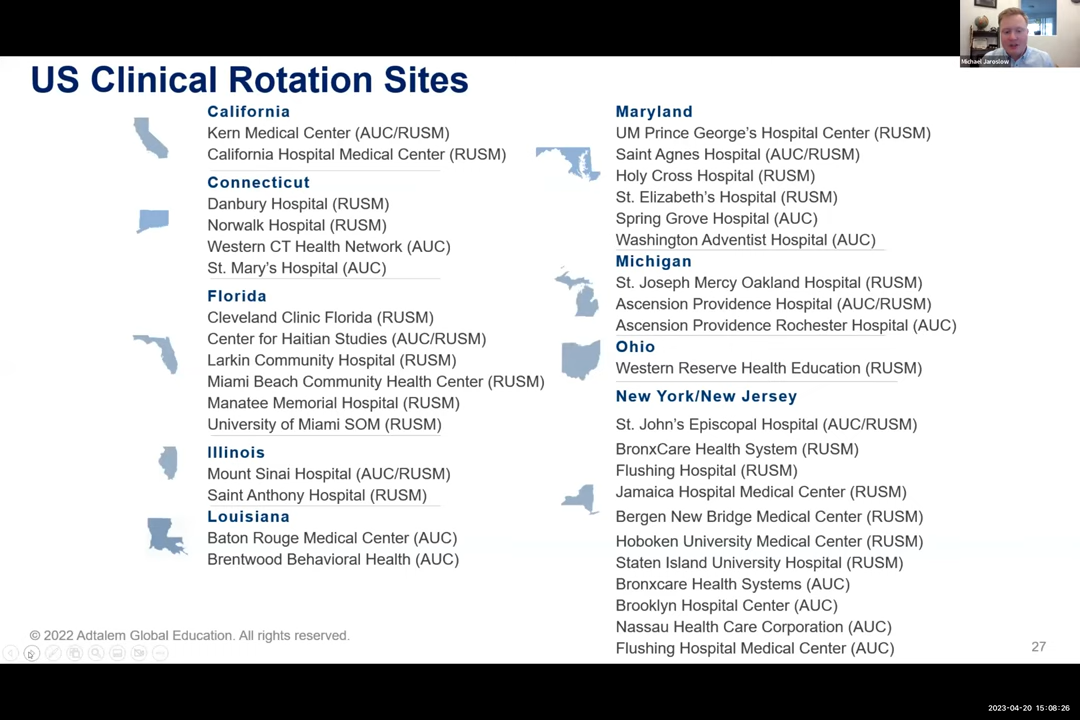 Michael Jaroslow
US Clinical Rotation Sites
California
Kern Medical Center (AUC/RUSM)
California Hospital Medical Center (RUSM)
Connecticut
Danbury Hospital (RUSM)
Norwalk Hospital (RUSM)
Western CT Health Network (AUC)
St. Mary’s Hospital (AUC)
Florida
Cleveland Clinic Florida (RUSM)
Center for Haitian Studies (AUC/RUSM)
Larkin Community Hospital (RUSM)
Miami Beach Community Health Center (RUSM)
Manatee Memorial Hospital (RUSM)
University of Miami SOM (RUSM)
Illinois
Mount Sinai Hospital (AUC/RUSM)
Saint Anthony Hospital (RUSM)
Louisiana
Baton Rouge Medical Center (AUC)
Brentwood Behavioral Health (AUC)
Maryland
UM Prince George’s Hospital Center (RUSM)
Saint Agnes Hospital (AUC/RUSM)
Holy Cross Hospital (RUSM)
St. Elizabeth’s Hospital (RUSM)
Spring Grove Hospital (AUC)
Washington Adventist Hospital (AUC)
Michigan
St. Joseph Mercy Oakland Hospital (RUSM)
Ascension Providence Hospital (AUC/RUSM)
Ascension Providence Rochester Hospital (AUC)
Ohio
Western Reserve Health Education (RUSM)
New York/New Jersey
St. John’s Episcopal Hospital (AUC/RUSM)
BronxCare Health System (RUSM)
Flushing Hospital (RUSM)
Jamaica Hospital Medical Center (RUSM)
Bergen New Bridge Medical Center (RUSM)
Hoboken University Medical Center (RUSM)
Staten Island University Hospital (RUSM)
Bronxcare Health Systems (AUC)
Brooklyn Hospital Center (AUC)
Nassau Health Care Corporation (AUC)
Flushing Hospital Medical Center (AUC)
© 2022 Adtalem Global Education. All rights reserved.
27
2023-04-20 15:08:26